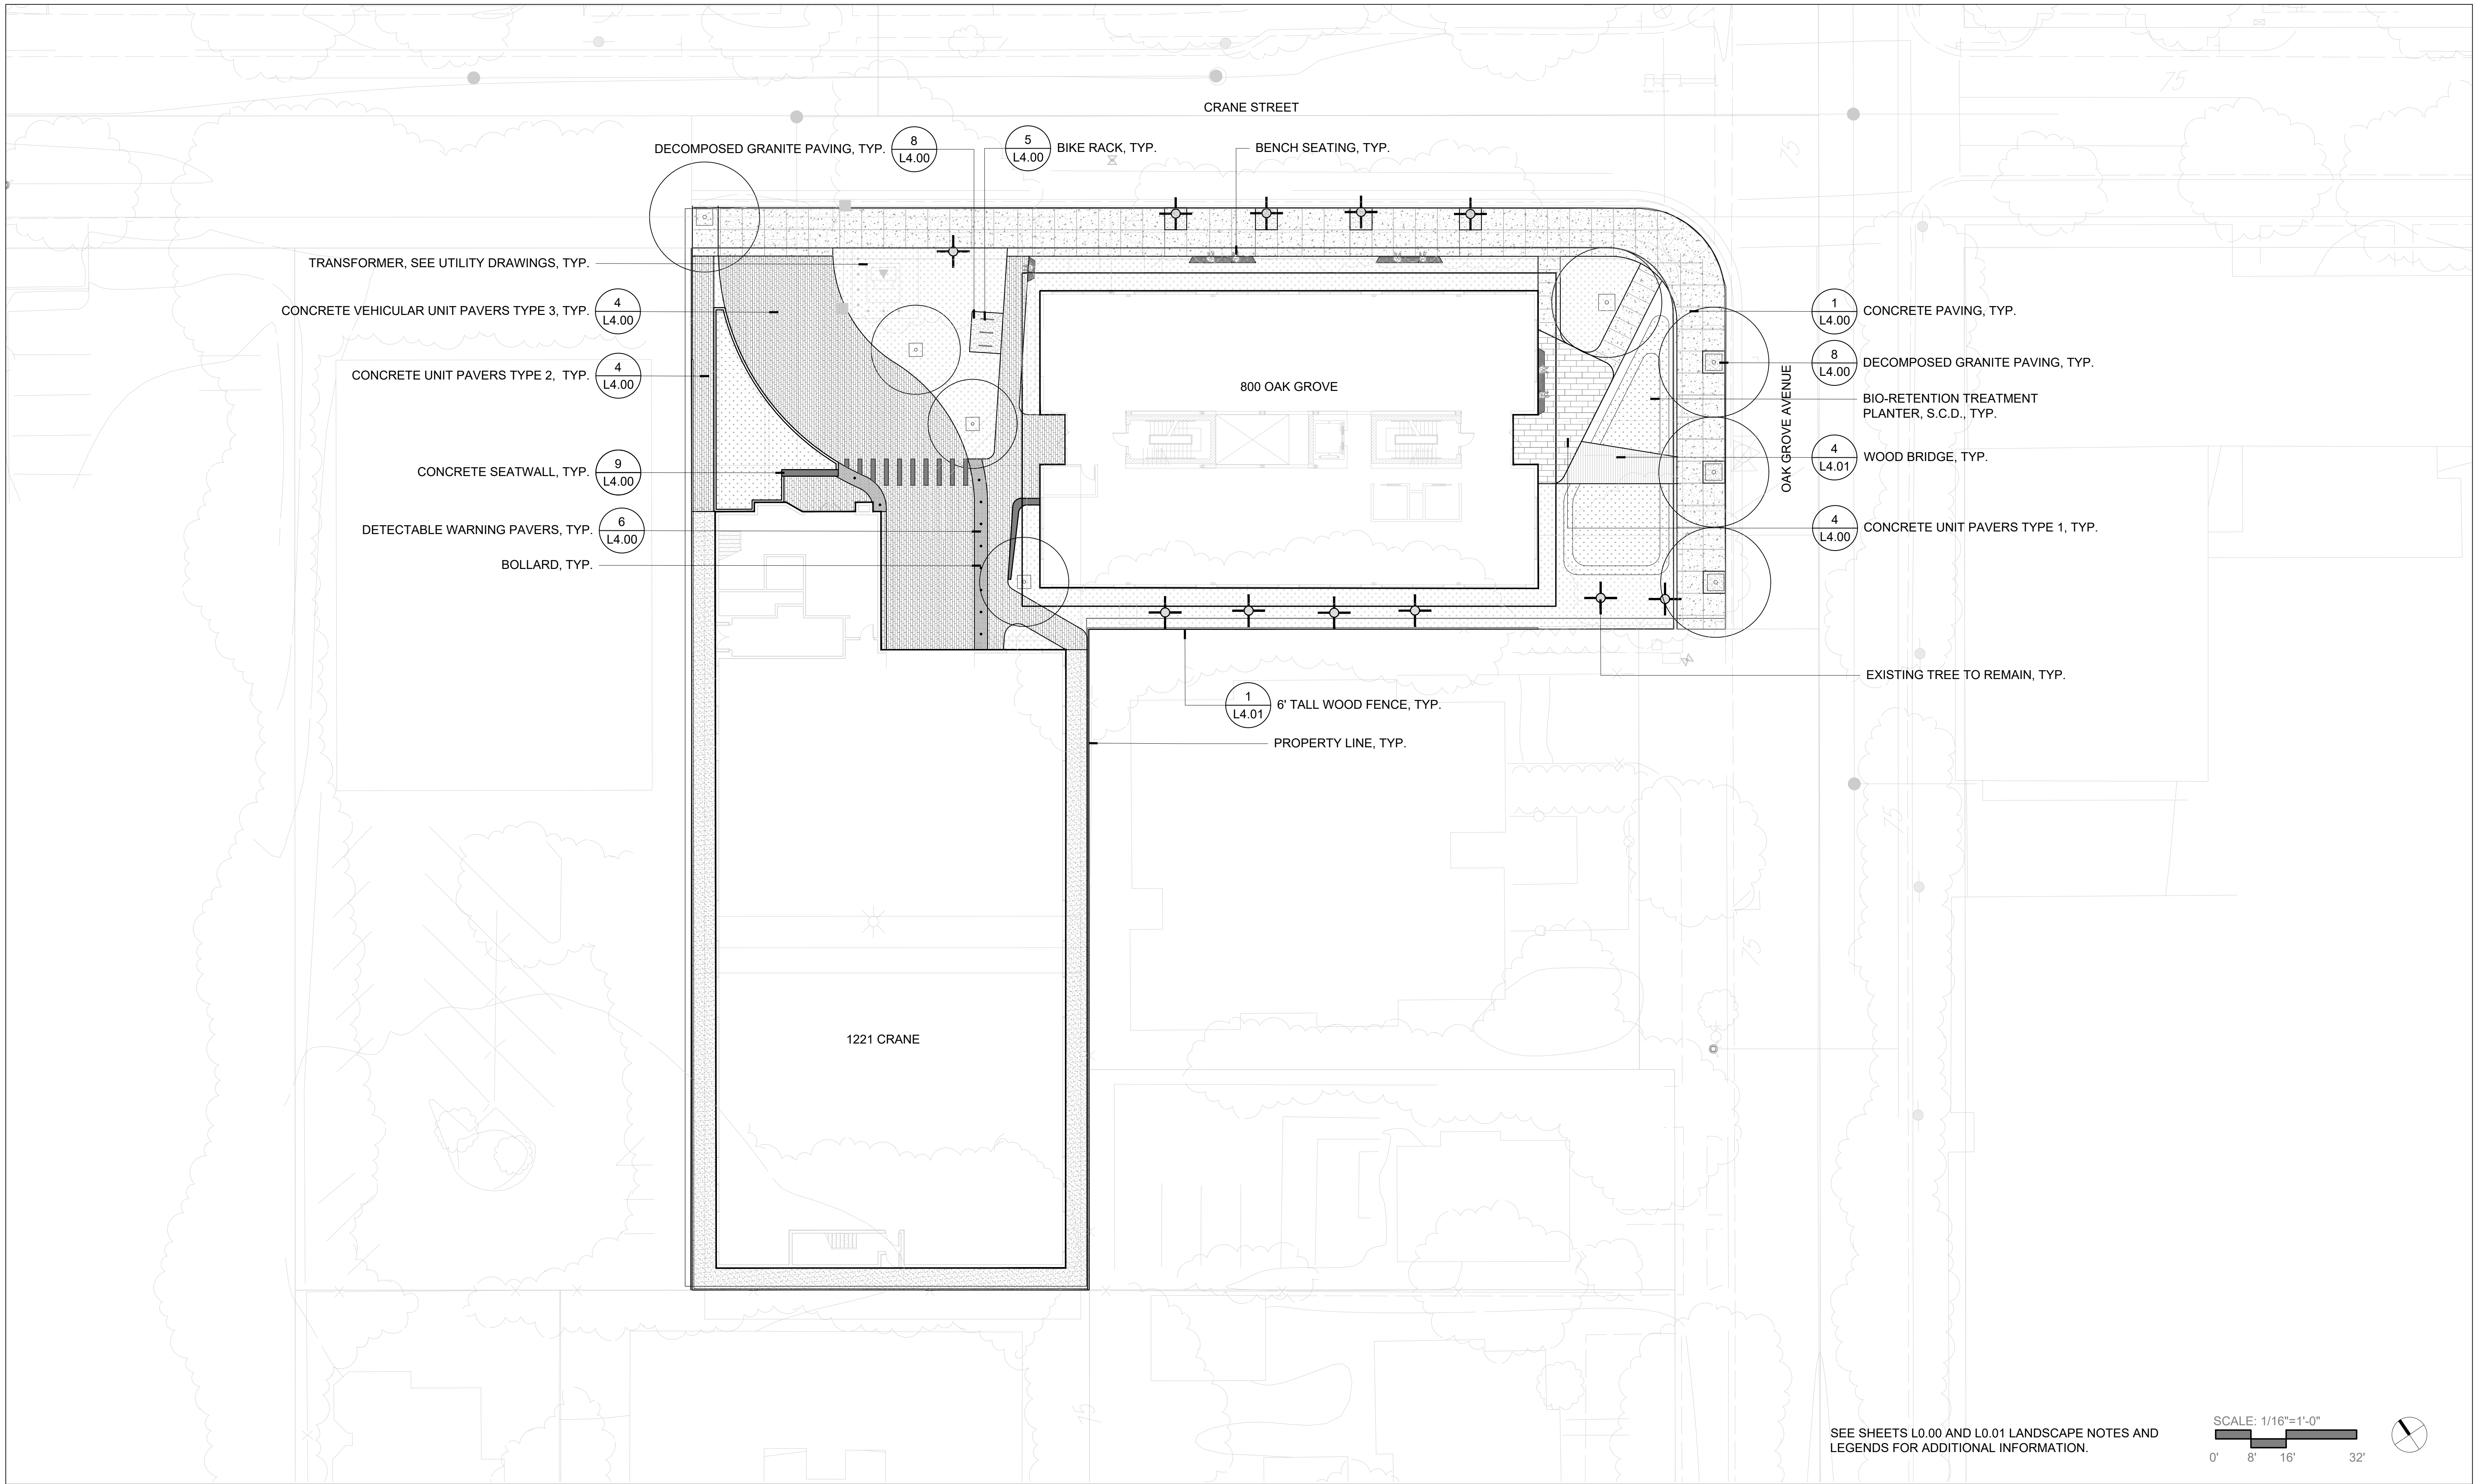 CRANE STREET
DECOMPOSED GRANITE PAVING, TYP.
8
L4.00
5
L4.00
BIKE RACK, TYP.
BENCH SEATING, TYP.
TRANSFORMER, SEE UTILITY DRAWINGS, TYP.
CONCRETE VEHICULAR UNIT PAVERS TYPE 3, TYP.
4
L4.00
CONCRETE UNIT PAVERS TYPE 2, TYP.
4
L4.00
CONCRETE SEATWALL, TYP.
9
L4.00
DETECTABLE WARNING PAVERS, TYP.
6
L4.00
BOLLARD, TYP.
800 OAK GROVE
1
L4.00
CONCRETE PAVING, TYP.
8
L4.00
DECOMPOSED GRANITE PAVING, TYP.
OAK GROVE AVENUE
BIO-RETENTION TREATMENT
PLANTER, S.C.D., TYP.
4
L4.01
WOOD BRIDGE, TYP.
4
L4.00
CONCRETE UNIT PAVERS TYPE 1, TYP.
EXISTING TREE TO REMAIN, TYP.
1
L4.01
6' TALL WOOD FENCE, TYP.
PROPERTY LINE, TYP.
1221 CRANE
75
SEE SHEETS L0.00 AND L0.01 LANDSCAPE NOTES AND
LEGENDS FOR ADDITIONAL INFORMATION.
SCALE: 1/16"=1'-0"
0' 8' 16' 32'